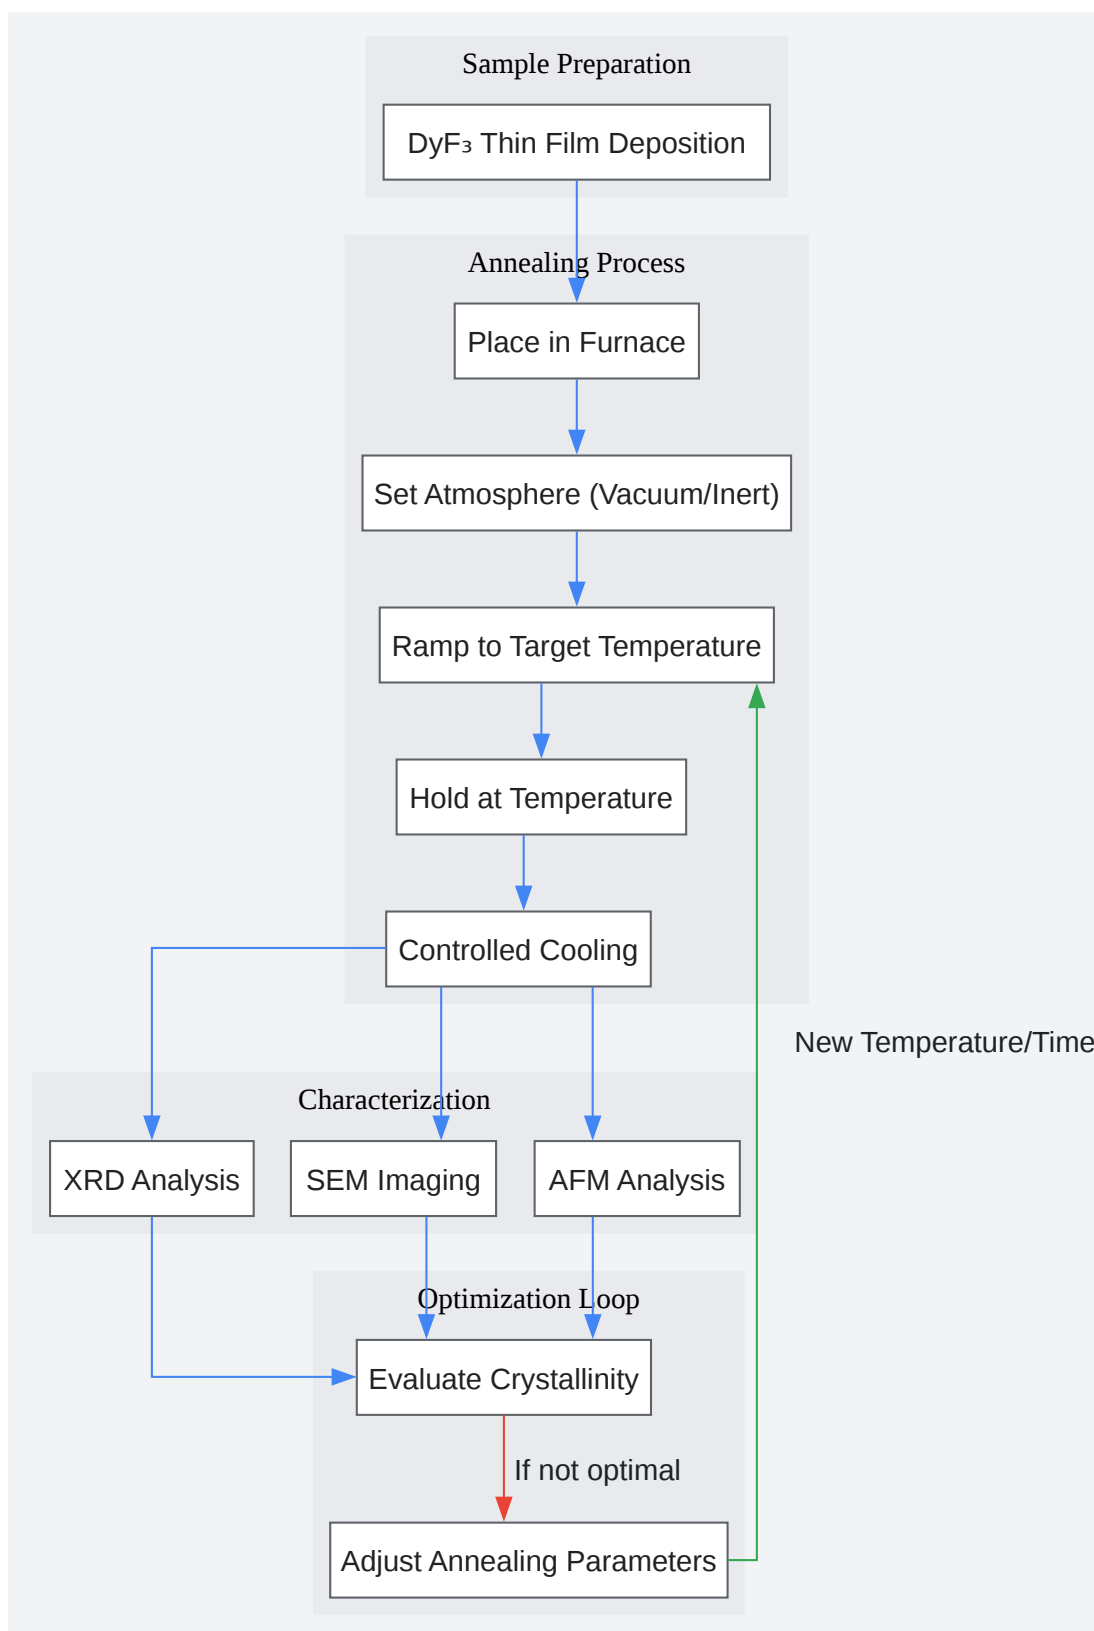 Sample Preparation
DyF₃ Thin Film Deposition
Annealing Process
Place in Furnace
Set Atmosphere (Vacuum/Inert)
Ramp to Target Temperature
Hold at Temperature
Controlled Cooling
New Temperature/Time
Characterization
XRD Analysis
SEM Imaging
AFM Analysis
Optimization Loop
Evaluate Crystallinity
If not optimal
Adjust Annealing Parameters